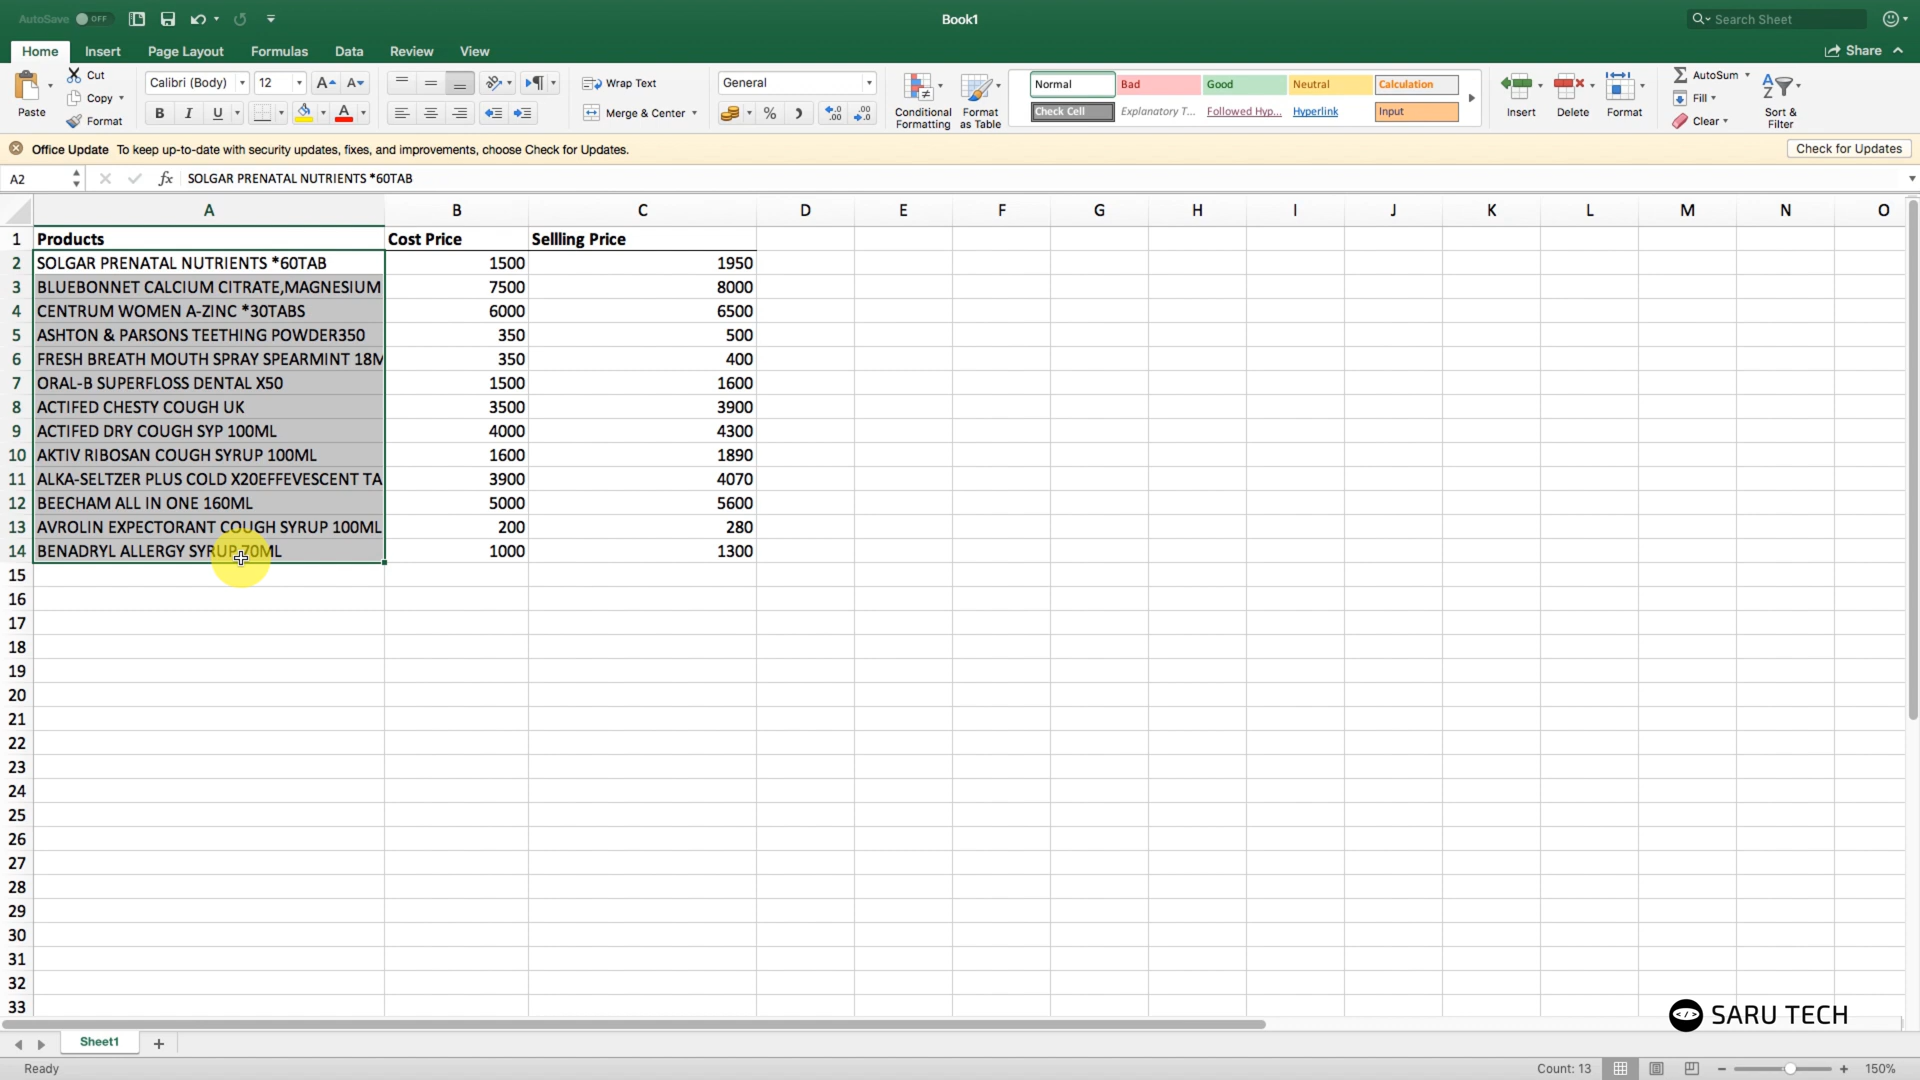 AutoSave OFF Book1 Search Sheet
Home Insert Page Layout Formulas Data Review View Share
Paste Cut Calibri (Body) 12 Wrap Text General Normal Bad Good Neutral Calculation AutoSum
Copy Fill
Format B I U A Merge & Center % Conditional Formatting Format as Table Check Cell Explanatory T... Followed Hyp... Hyperlink Input Insert Delete Format Clear Sort & Filter
Office Update To keep up-to-date with security updates, fixes, and improvements, choose Check for Updates. Check for Updates
A2 fx SOLGAR PRENATAL NUTRIENTS *60TAB
A B C D E F G H I J K L M N O
1 Products Cost Price Sellling Price
2 SOLGAR PRENATAL NUTRIENTS *60TAB 1500 1950
3 BLUEBONNET CALCIUM CITRATE,MAGNESIUM 7500 8000
4 CENTRUM WOMEN A-ZINC *30TABS 6000 6500
5 ASHTON & PARSONS TEETHING POWDER350 350 500
6 FRESH BREATH MOUTH SPRAY SPEARMINT 18M 350 400
7 ORAL-B SUPERFLOSS DENTAL X50 1500 1600
8 ACTIFED CHESTY COUGH UK 3500 3900
9 ACTIFED DRY COUGH SYP 100ML 4000 4300
10 AKTIV RIBOSAN COUGH SYRUP 100ML 1600 1890
11 ALKA-SELTZER PLUS COLD X20EFFEVESCENT TA 3900 4070
12 BEECHAM ALL IN ONE 160ML 5000 5600
13 AVROLIN EXPECTORANT COUGH SYRUP 100ML 200 280
14 BENADRYL ALLERGY SYRUP 70ML 1000 1300
15
16
17
18
19
20
21
22
23
24
25
26
27
28
29
30
31
32
33
SARU TECH
Sheet1
Ready Count: 13 150%